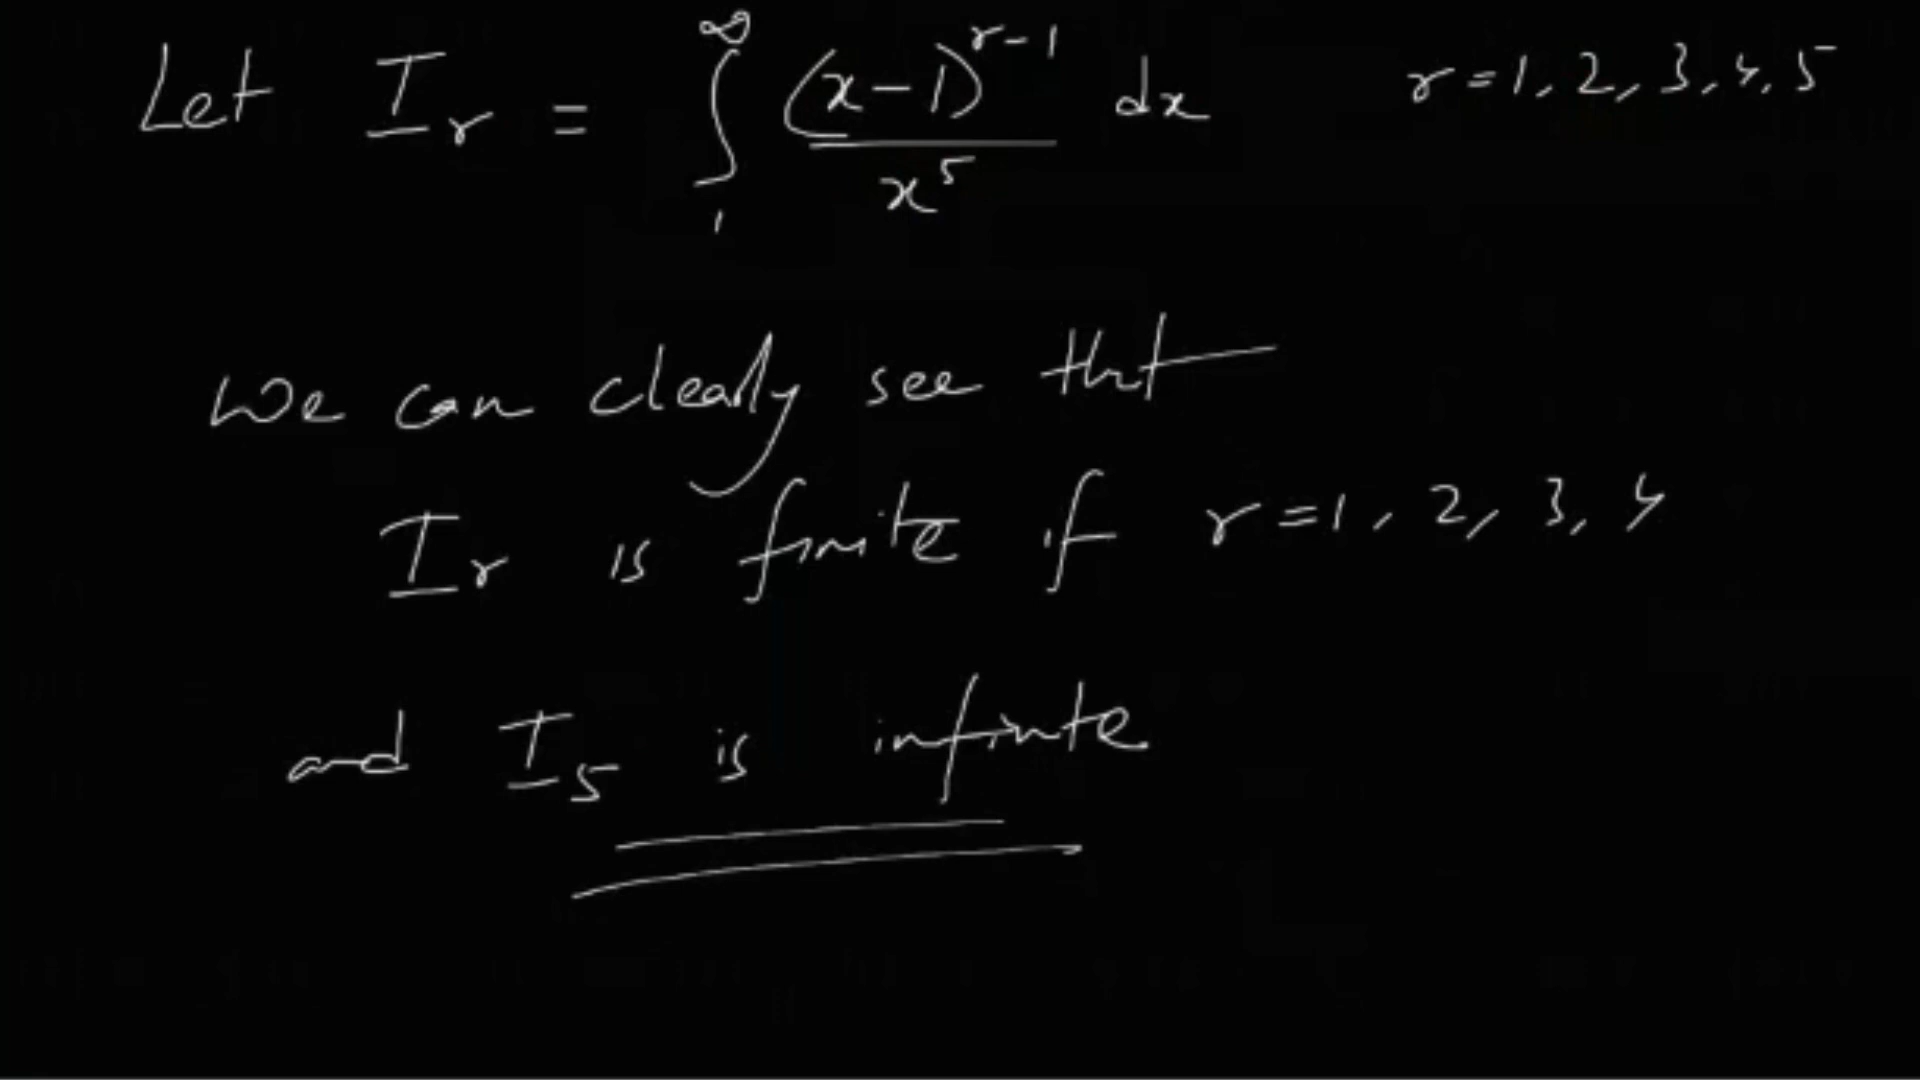 Let I_r = ∫_1^∞ (x-1)^{r-1} / x^5 dx r=1, 2, 3, 4, 5
We can clearly see that
I_r is finite if r=1, 2, 3, 4
and I_5 is infinite